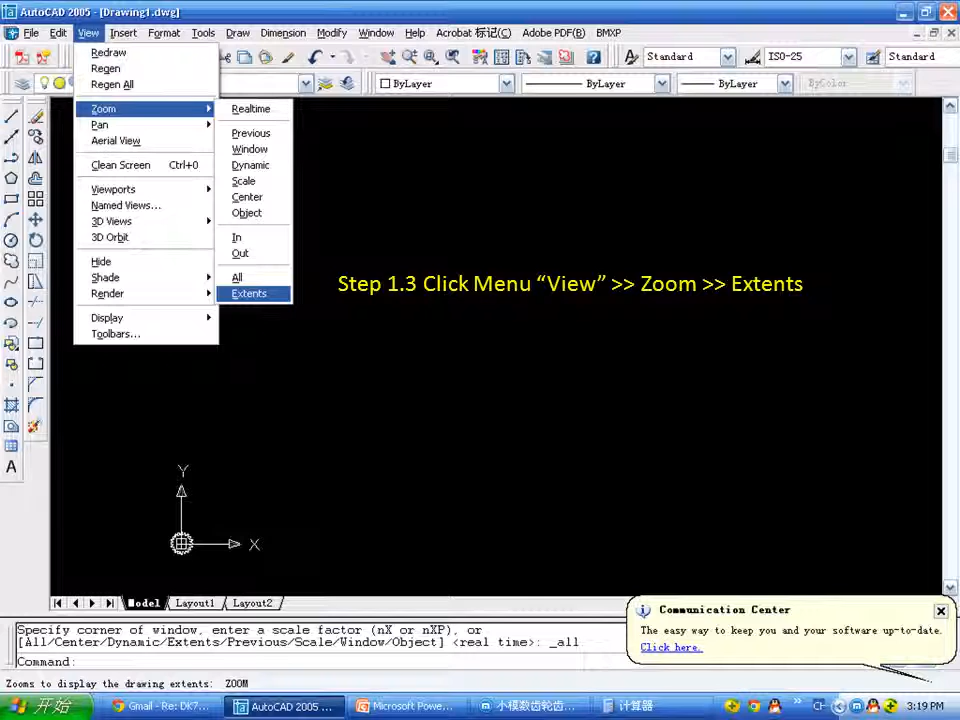 AutoCAD 2005 - [Drawing1.dwg]
File Edit View Insert Format Tools Draw Dimension Modify Window Help Acrobat 标记(C) Adobe PDF(B) BMXP
Standard ISO-25 Standard
ByLayer ByLayer ByLayer ByColor
Redraw
Regen
Regen All
Zoom
Pan
Aerial View
Clean Screen Ctrl+0
Viewports
Named Views...
3D Views
3D Orbit
Hide
Shade
Render
Display
Toolbars...
Realtime
Previous
Window
Dynamic
Scale
Center
Object
In
Out
All
Extents
Step 1.3 Click Menu “View” >> Zoom >> Extents
Y
X
A
Model Layout1 Layout2
Communication Center
The easy way to keep you and your software up-to-date.
Click here.
Specify corner of window, enter a scale factor (nX or nXP), or
[All/Center/Dynamic/Extents/Previous/Scale/Window/Object] <real time>: _all
Command:
Zooms to display the drawing extents: ZOOM
开始 Gmail - Re: DK7... AutoCAD 2005 ... Microsoft Powe... 小模数齿轮齿... 计算器 CH 3:19 PM